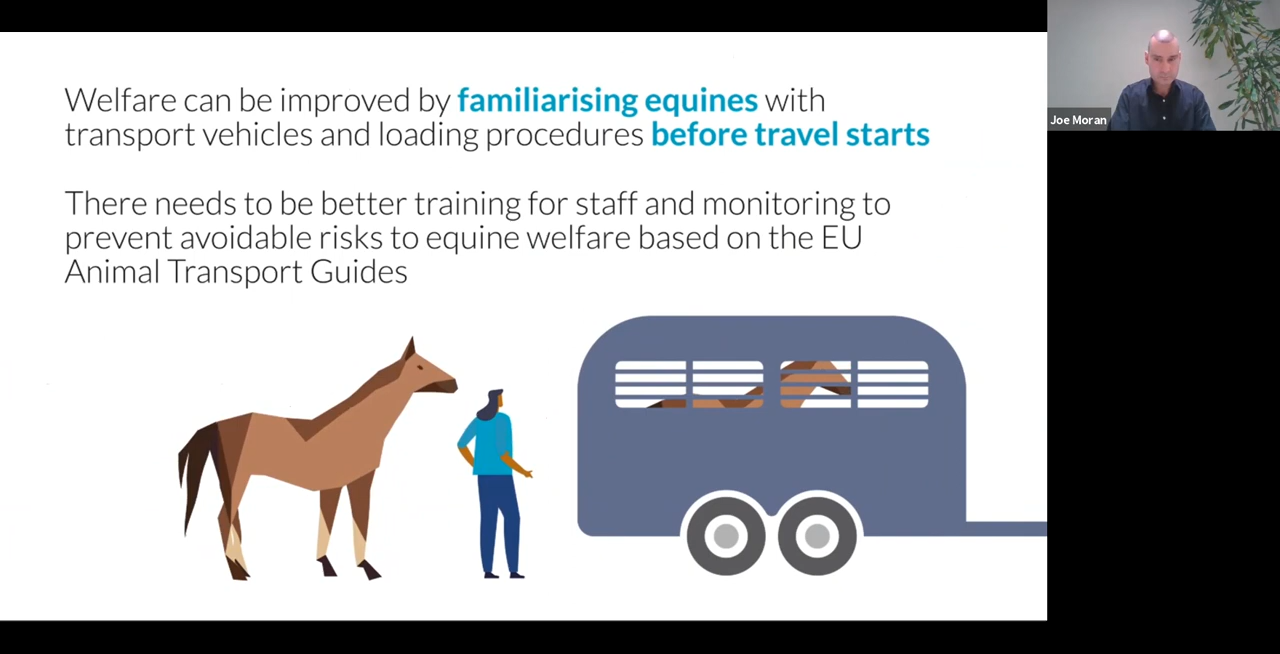 Welfare can be improved by familiarising equines with
transport vehicles and loading procedures before travel starts
There needs to be better training for staff and monitoring to
prevent avoidable risks to equine welfare based on the EU
Animal Transport Guides
Joe Moran